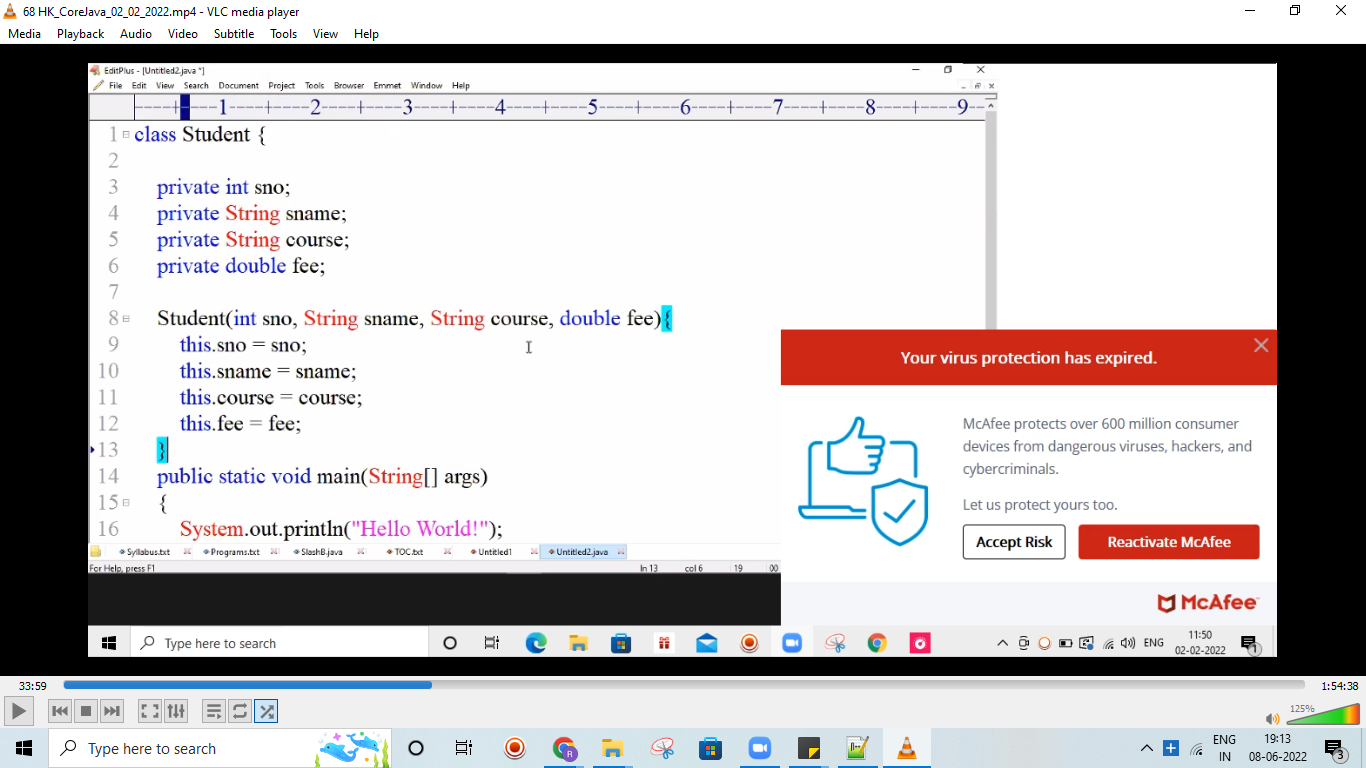 68 HK_CoreJava_02_02_2022.mp4 - VLC media player
Media Playback Audio Video Subtitle Tools View Help
EditPlus - [Untitled2.java *]
File Edit View Search Document Project Tools Browser Emmet Window Help
----+----1----+----2----+----3----+----4----+----5----+----6----+----7----+----8----+----9--
1 class Student {
2
3 private int sno;
4 private String sname;
5 private String course;
6 private double fee;
7
8 Student(int sno, String sname, String course, double fee){
9 this.sno = sno;
10 this.sname = sname;
11 this.course = course;
12 this.fee = fee;
13 }
14 public static void main(String[] args)
15 {
16 System.out.println("Hello World!");
Syllabus.txt Programs.txt SlashB.java TOC.txt Untitled1 Untitled2.java
For Help, press F1 ln 13 col 6 19 00
Your virus protection has expired.
McAfee protects over 600 million consumer
devices from dangerous viruses, hackers, and
cybercriminals.
Let us protect yours too.
Accept Risk Reactivate McAfee
McAfee
Type here to search ENG 11:50
02-02-2022 1
33:59 1:54:38
125%
Type here to search ENG 19:13
IN 08-06-2022 3